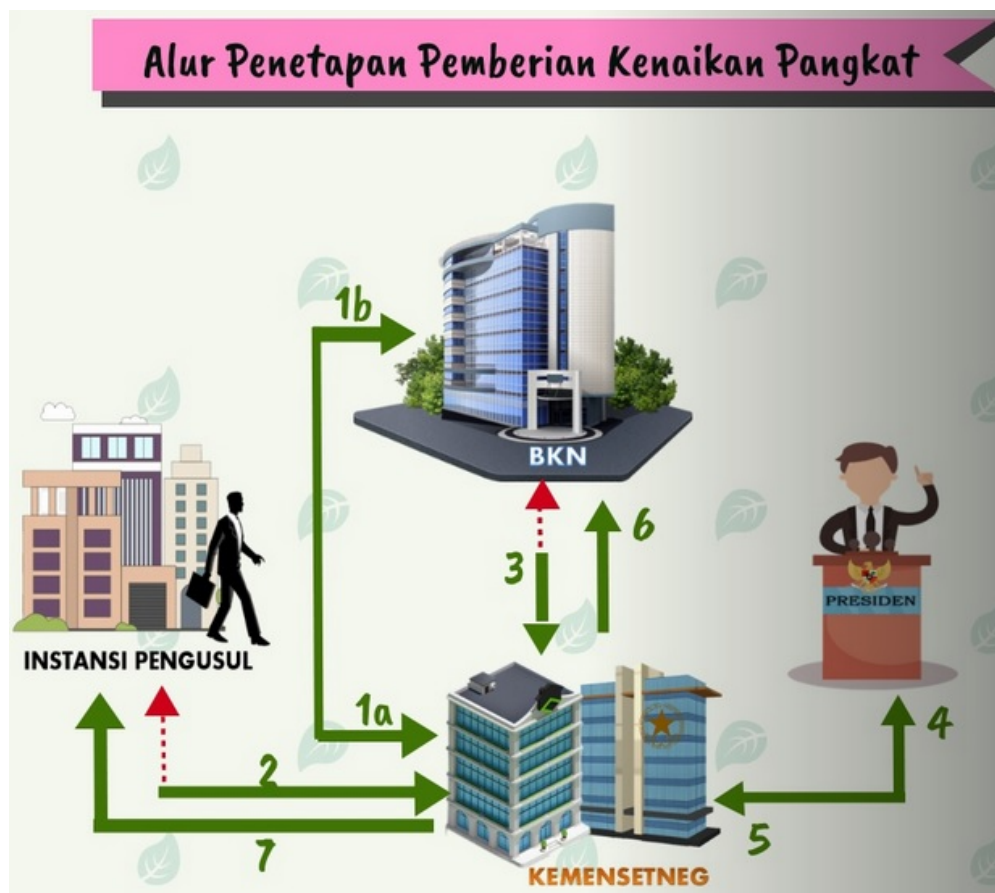 Alur Penetapan Pemberian Kenaikan Pangkat
1b
BKN
3
6
PRESIDEN
INSTANSI PENGUSUL
1a
2
4
5
7
KEMENSETNEG